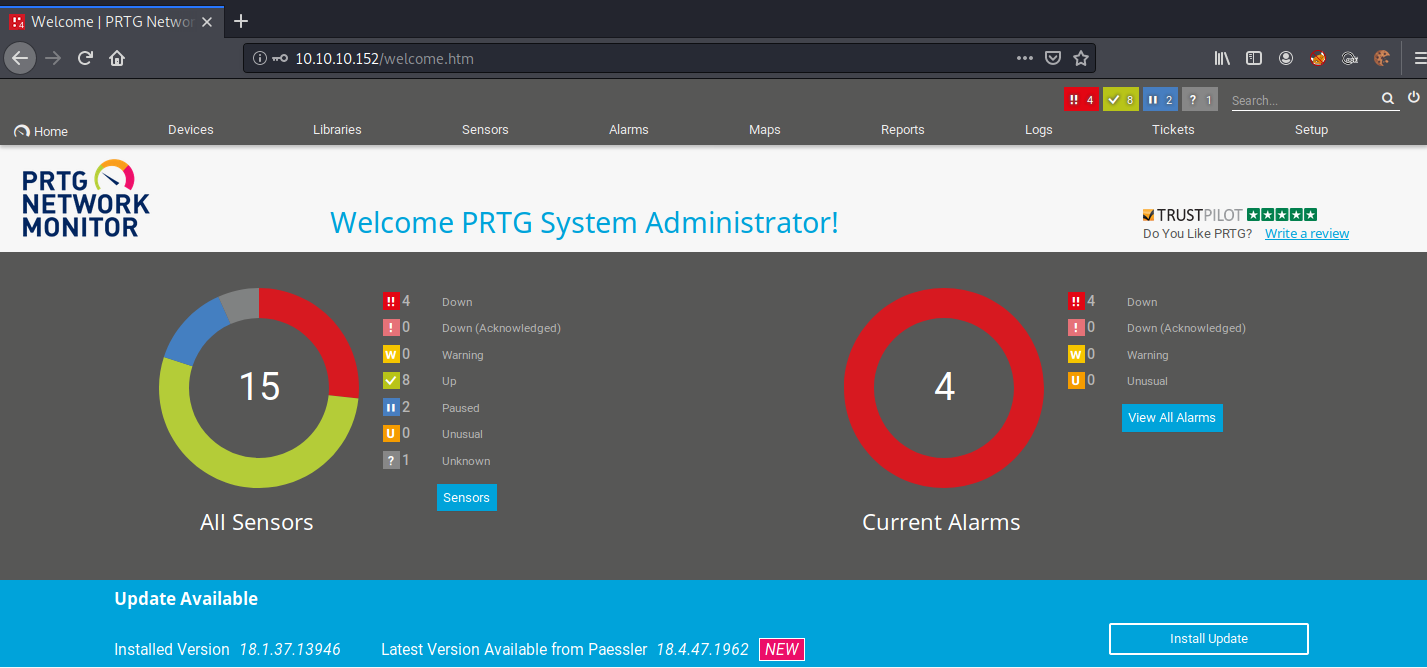 Welcome | PRTG Networ
10.10.10.152/welcome.htm
4 8 2 ? 1 Search...
Home Devices Libraries Sensors Alarms Maps Reports Logs Tickets Setup
PRTG
NETWORK
MONITOR
Welcome PRTG System Administrator!
TRUSTPILOT
Do You Like PRTG? Write a review
!! 4 Down
! 0 Down (Acknowledged)
W 0 Warning
8 Up
2 Paused
U 0 Unusual
? 1 Unknown
15
Sensors
All Sensors
!! 4 Down
! 0 Down (Acknowledged)
W 0 Warning
U 0 Unusual
4
View All Alarms
Current Alarms
Update Available
Installed Version 18.1.37.13946 Latest Version Available from Paessler 18.4.47.1962 NEW
Install Update